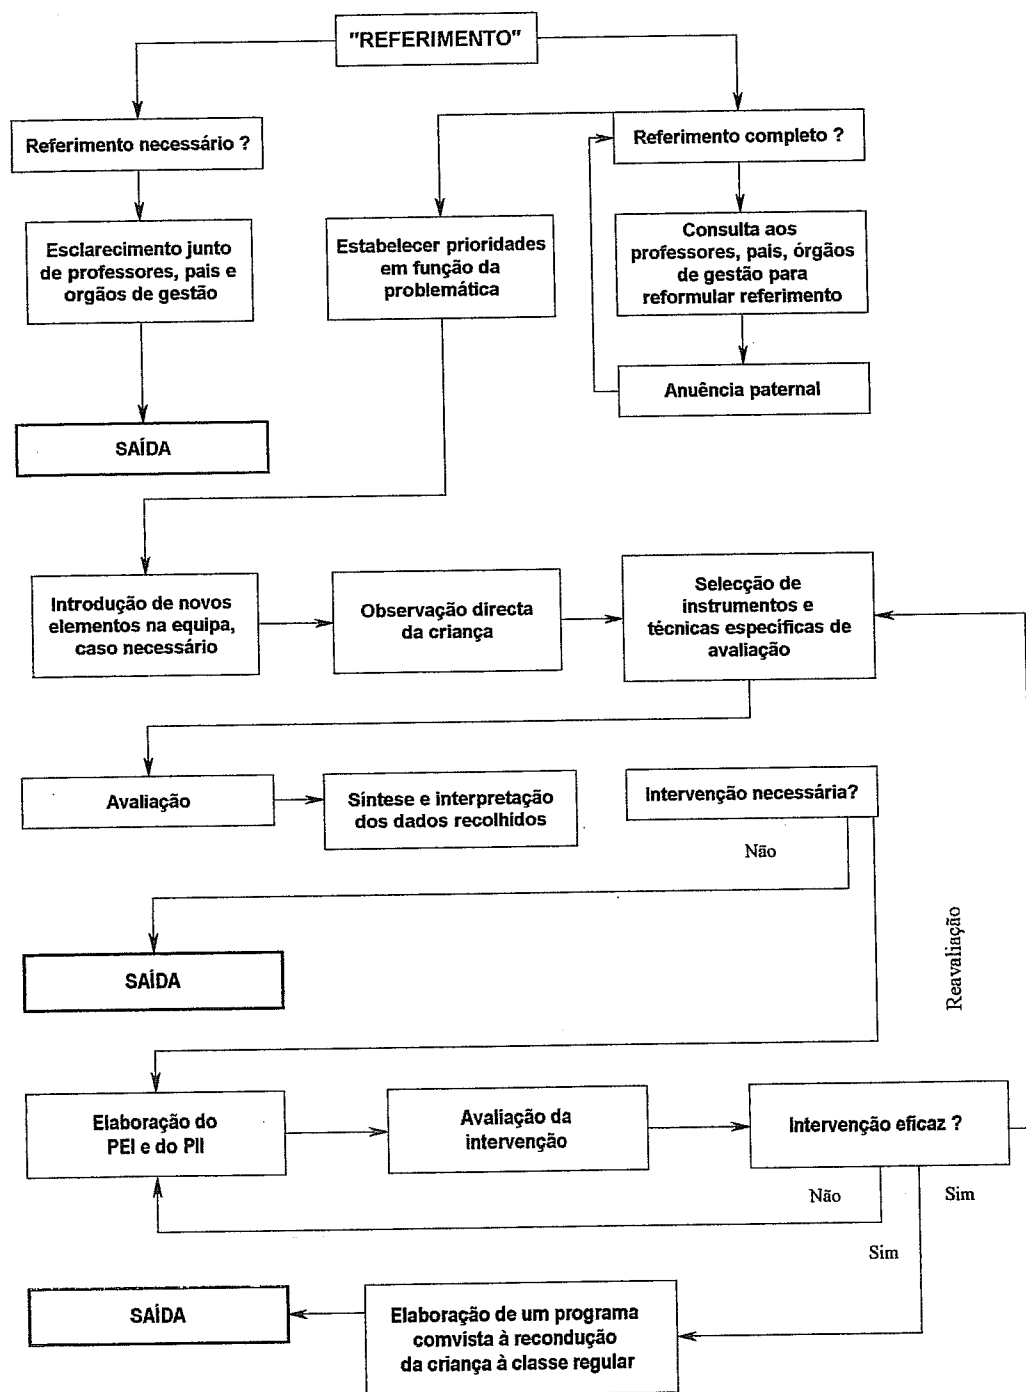 "REFERIMENTO"
Referimento necessário ?
Referimento completo ?
Esclarecimento junto
de professores, pais e
orgãos de gestão
Estabelecer prioridades
em função da
problemática
Consulta aos
professores, pais, órgãos
de gestão para
reformular referimento
Anuência paternal
SAÍDA
Introdução de novos
elementos na equipa,
caso necessário
Observação directa
da criança
Selecção de
instrumentos e
técnicas específicas de
avaliação
Avaliação
Síntese e interpretação
dos dados recolhidos
Intervenção necessária?
Não
Reavaliação
SAÍDA
Elaboração do
PEI e do PII
Avaliação da
intervenção
Intervenção eficaz ?
Não
Sim
Sim
SAÍDA
Elaboração de um programa
comvista à recondução
da criança à classe regular